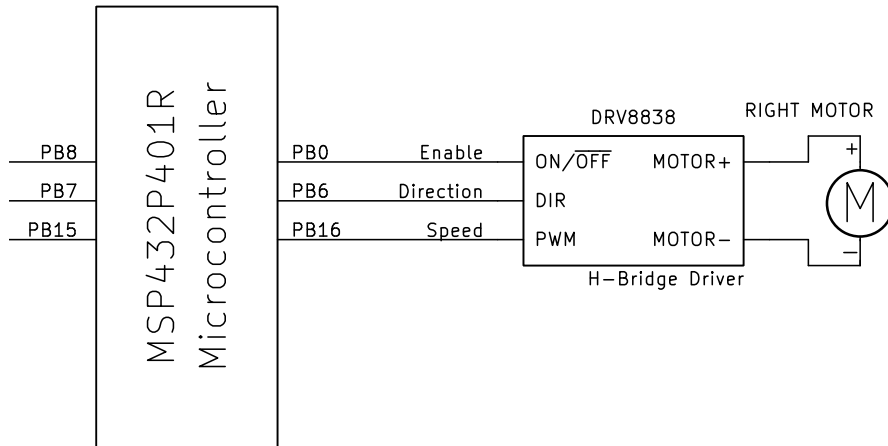 MSP432P401R
Microcontroller
PB8
PB7
PB15
PB0 Enable
PB6 Direction
PB16 Speed
DRV8838
ON/OFF MOTOR+
DIR
PWM MOTOR-
H-Bridge Driver
RIGHT MOTOR
+
M
-